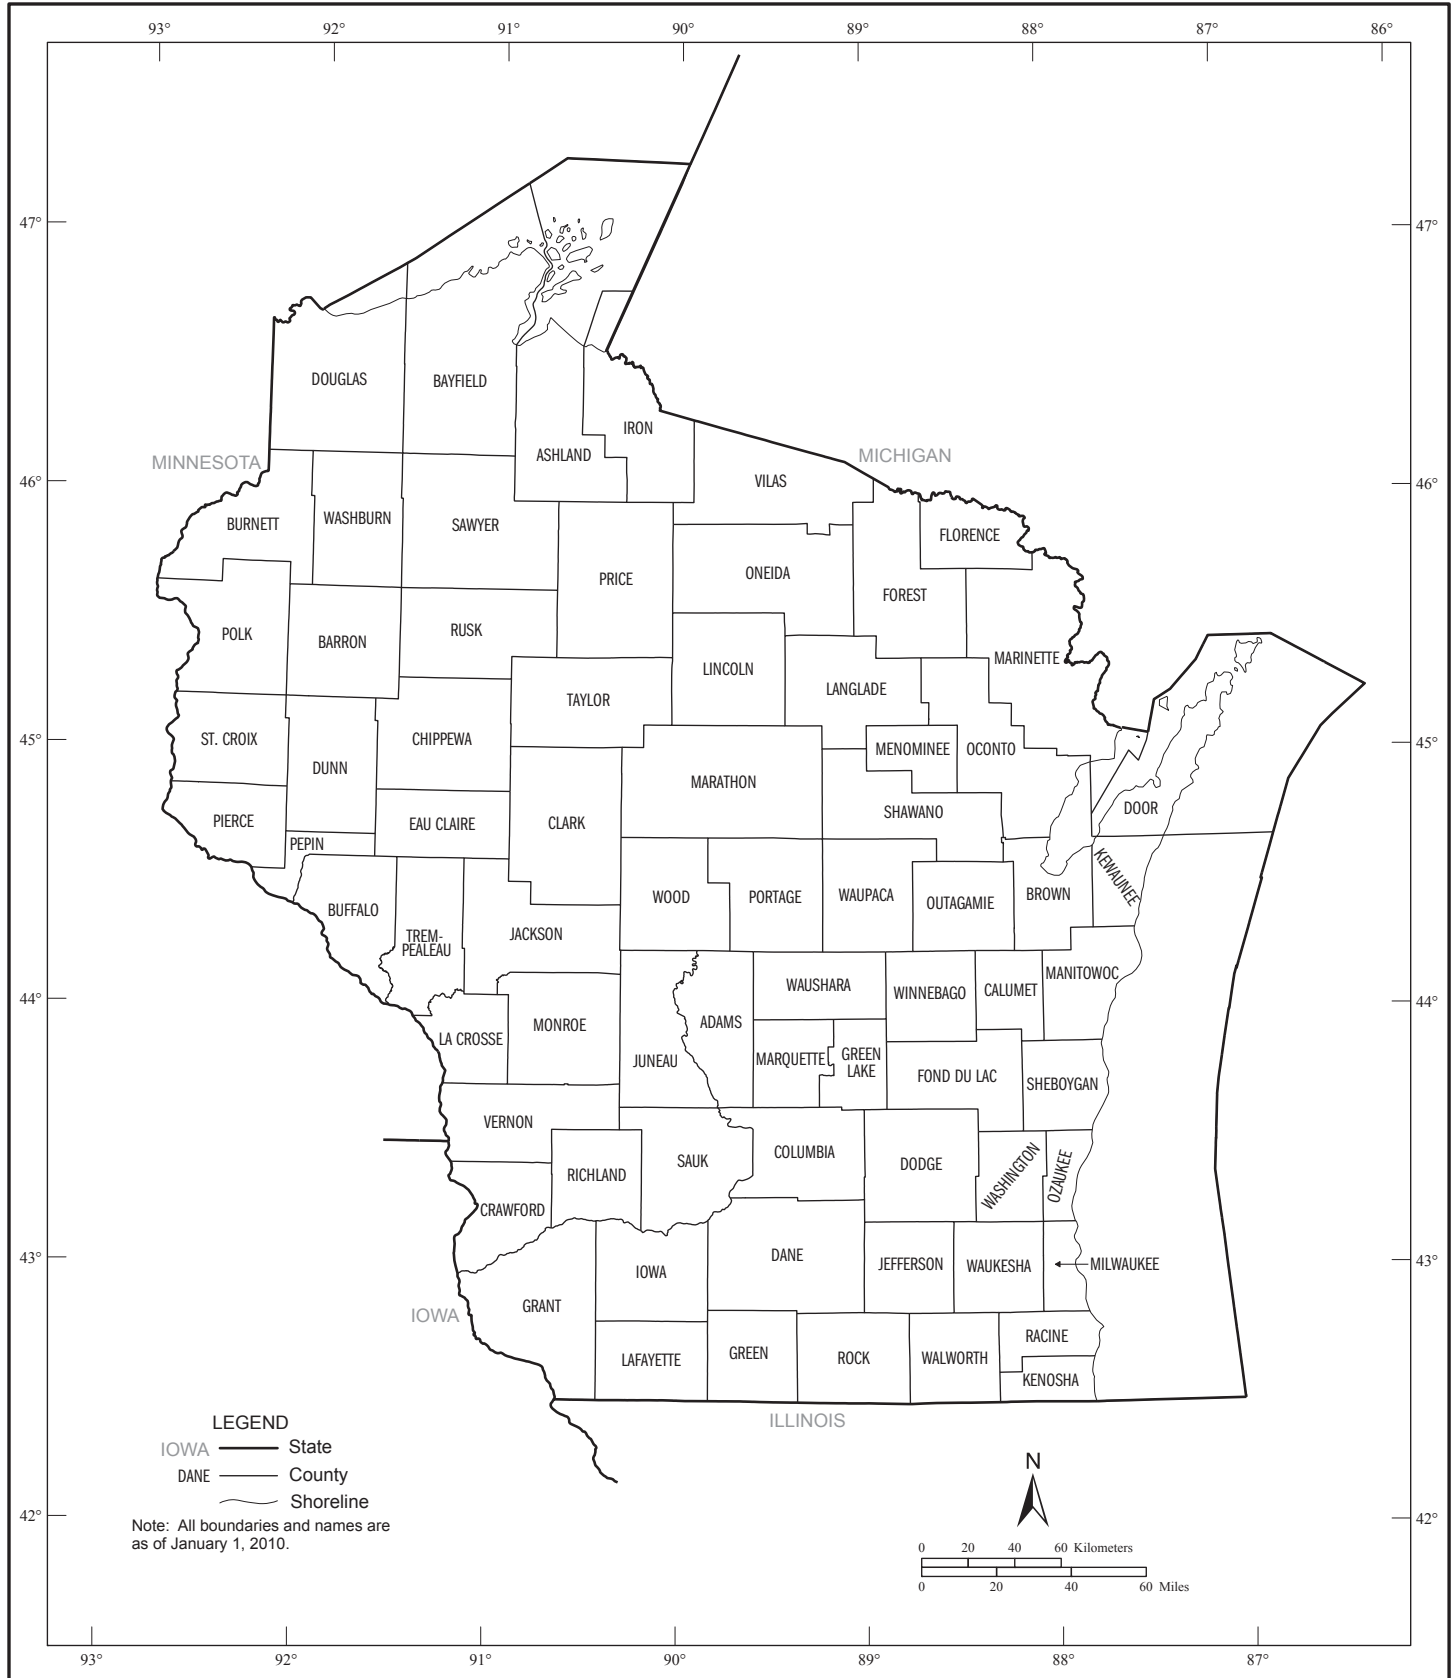 93° 92° 91° 90° 89° 88° 87° 86°
47° 47°
DOUGLAS
BAYFIELD
IRON
ASHLAND
MINNESOTA
MICHIGAN
VILAS
46° 46°
BURNETT
WASHBURN
SAWYER
FLORENCE
PRICE
ONEIDA
FOREST
POLK
BARRON
RUSK
LINCOLN
MARINETTE
TAYLOR
LANGLADE
45° 45°
ST. CROIX
CHIPPEWA
MENOMINEE
OCONTO
DUNN
MARATHON
DOOR
PIERCE
EAU CLAIRE
CLARK
SHAWANO
PEPIN
KEWAUNEE
WOOD
PORTAGE
WAUPACA
OUTAGAMIE
BROWN
BUFFALO
TREM-
PEALEAU
JACKSON
MANITOWOC
WAUSHARA
WINNEBAGO
CALUMET
44° 44°
LA CROSSE
MONROE
ADAMS
JUNEAU
MARQUETTE
GREEN
LAKE
FOND DU LAC
SHEBOYGAN
VERNON
RICHLAND
SAUK
COLUMBIA
DODGE
WASHINGTON
OZAUKEE
CRAWFORD
43° 43°
DANE
JEFFERSON
WAUKESHA
MILWAUKEE
IOWA
GRANT
IOWA
LAFAYETTE
GREEN
ROCK
WALWORTH
RACINE
KENOSHA
ILLINOIS
LEGEND
IOWA State
DANE County
Shoreline
Note: All boundaries and names are
as of January 1, 2010.
42° 42°
N
0 20 40 60 Kilometers
0 20 40 60 Miles
93° 92° 91° 90° 89° 88° 87°